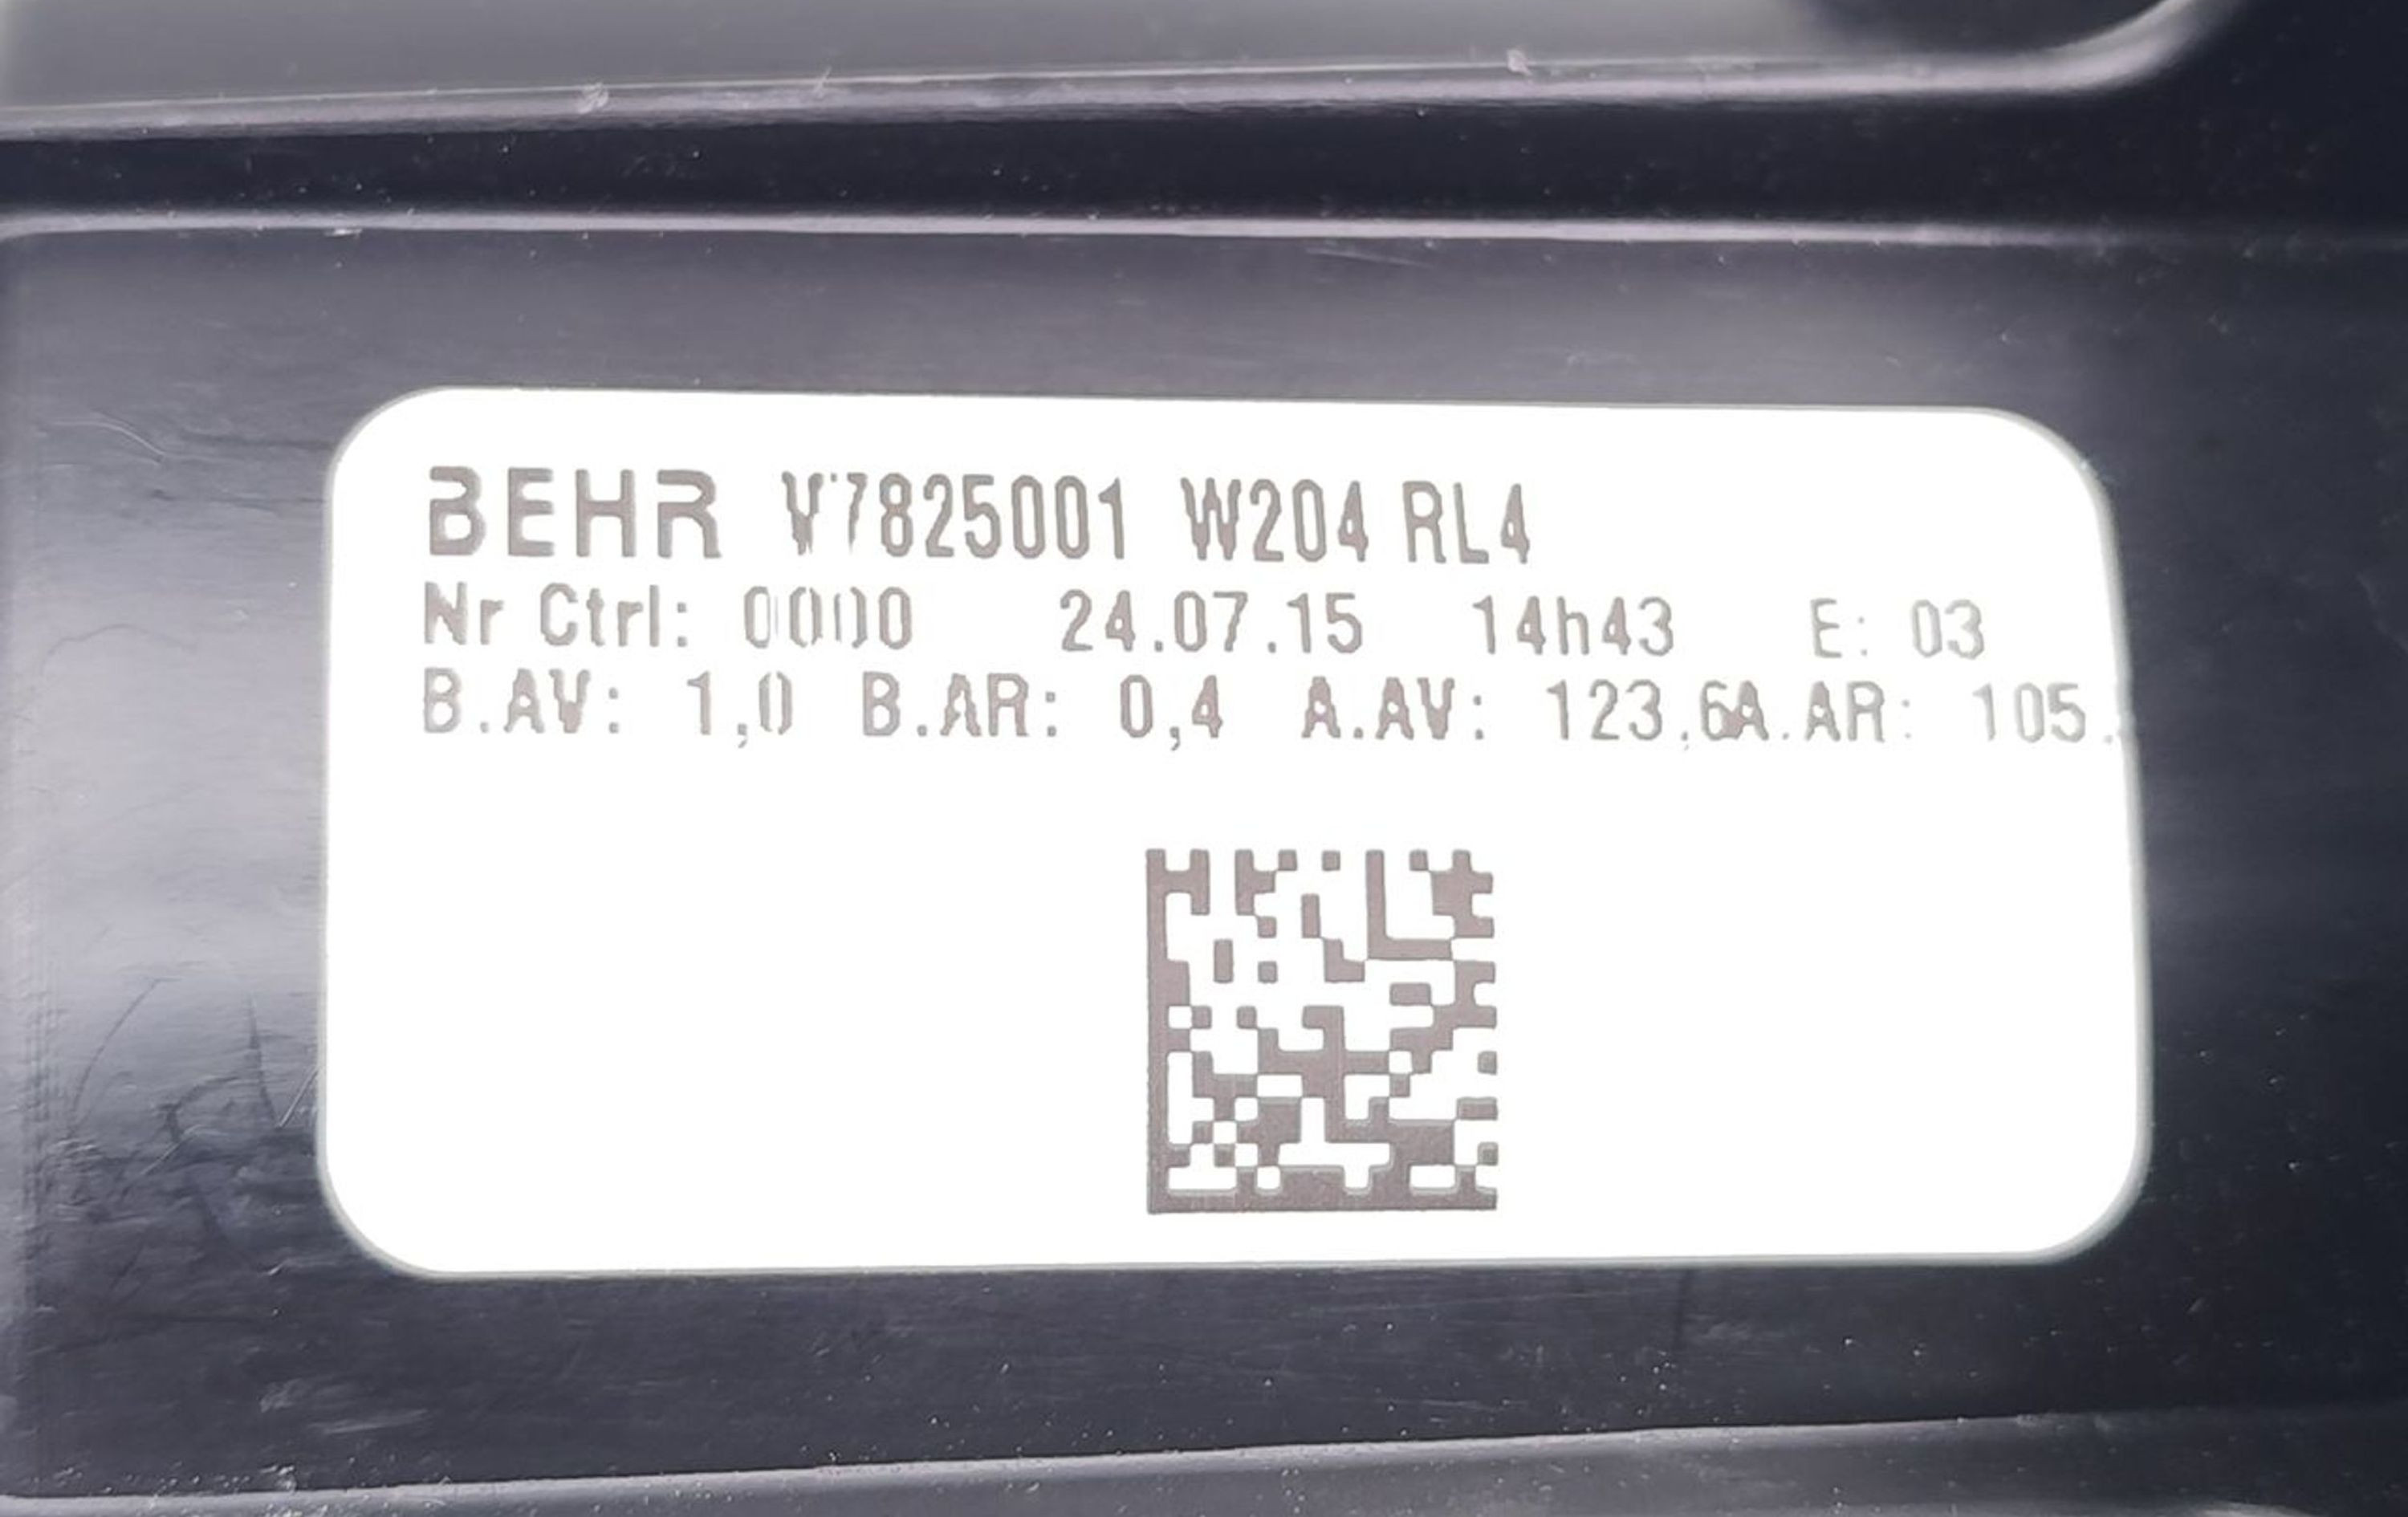 BEHR V7825001 W204 RL4
Nr Ctrl: 0000 24.07.15 14h43 E: 03
B.AV: 1,0 B.AR: 0,4 A.AV: 123,6A.AR: 105.